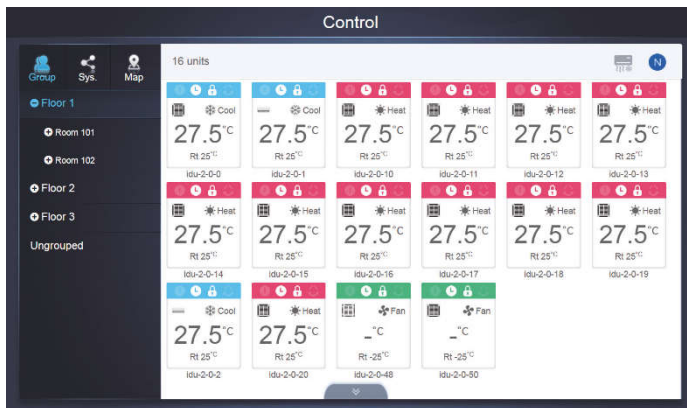 Control
Group Sys. Map
16 units
N
Floor 1
Room 101
Room 102
Floor 2
Floor 3
Ungrouped
Cool Cool Heat Heat Heat Heat
27.5°C 27.5°C 27.5°C 27.5°C 27.5°C 27.5°C
Rt 25°C Rt 25°C Rt 25°C Rt 25°C Rt 25°C Rt 25°C
idu-2-0-0 idu-2-0-1 idu-2-0-10 idu-2-0-11 idu-2-0-12 idu-2-0-13
Heat Heat Heat Heat Heat Heat
27.5°C 27.5°C 27.5°C 27.5°C 27.5°C 27.5°C
Rt 25°C Rt 25°C Rt 25°C Rt 25°C Rt 25°C Rt 25°C
idu-2-0-14 idu-2-0-15 idu-2-0-16 idu-2-0-17 idu-2-0-18 idu-2-0-19
Cool Heat Fan Fan
27.5°C 27.5°C _°C _°C
Rt 25°C Rt 25°C Rt -25°C Rt -25°C
idu-2-0-2 idu-2-0-20 idu-2-0-48 idu-2-0-50